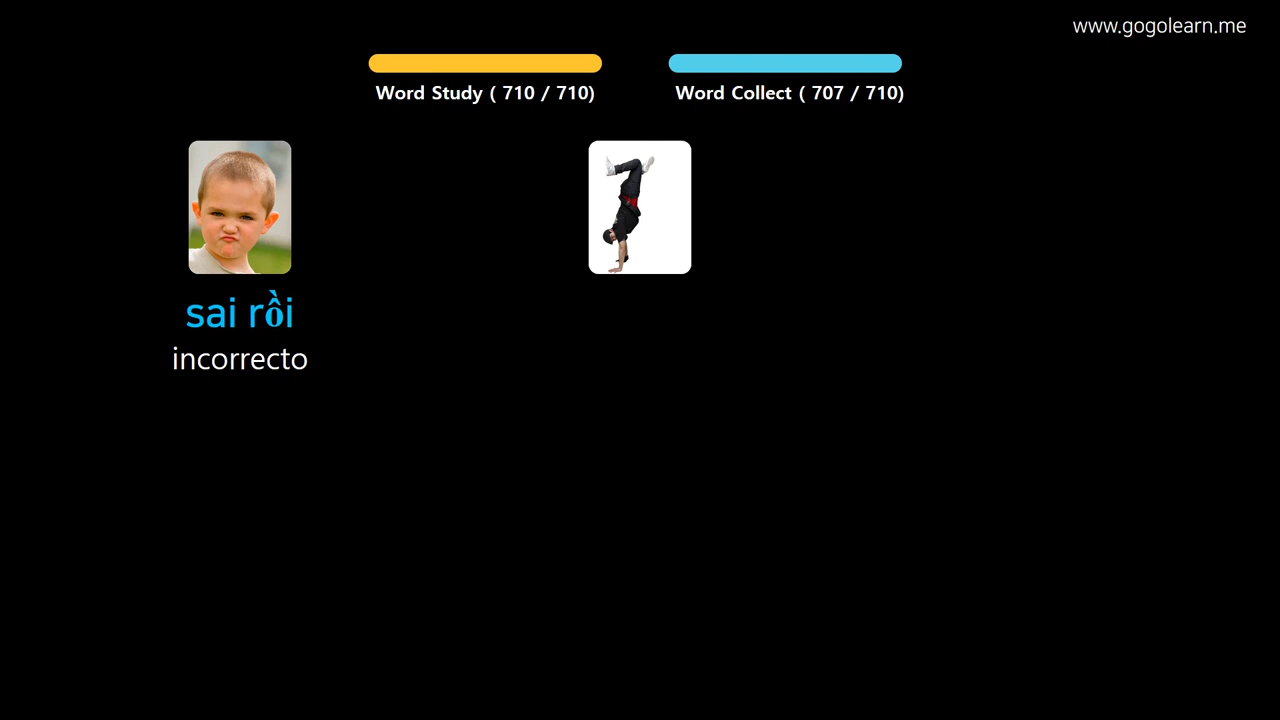 www.gogolearn.me
Word Study ( 710 / 710)
Word Collect ( 707 / 710)
sai rồi
incorrecto